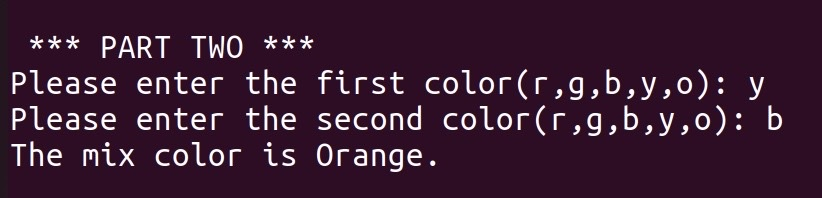 *** PART TWO ***
Please enter the first color(r,g,b,y,o): y
Please enter the second color(r,g,b,y,o): b
The mix color is Orange.